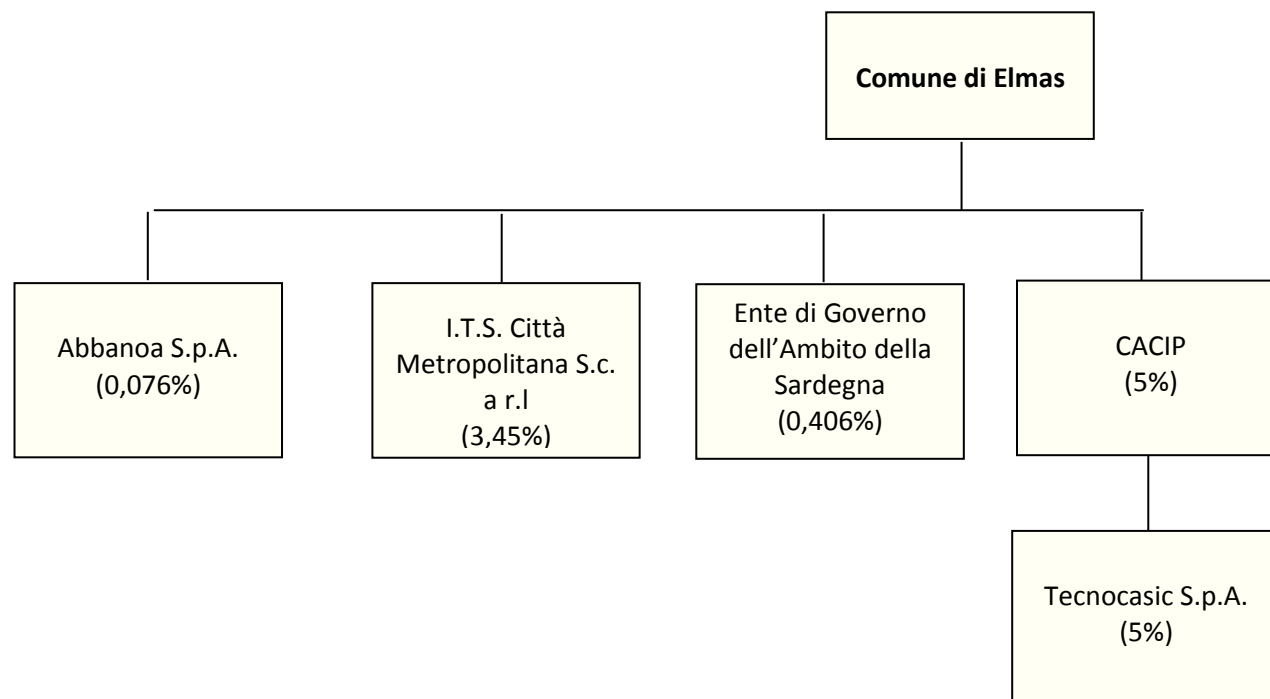 Comune di Elmas
Abbanoa S.p.A.
(0,076%)
I.T.S. Città
Metropolitana S.c.
a r.l
(3,45%)
Ente di Governo
dell’Ambito della
Sardegna
(0,406%)
CACIP
(5%)
Tecnocasic S.p.A.
(5%)